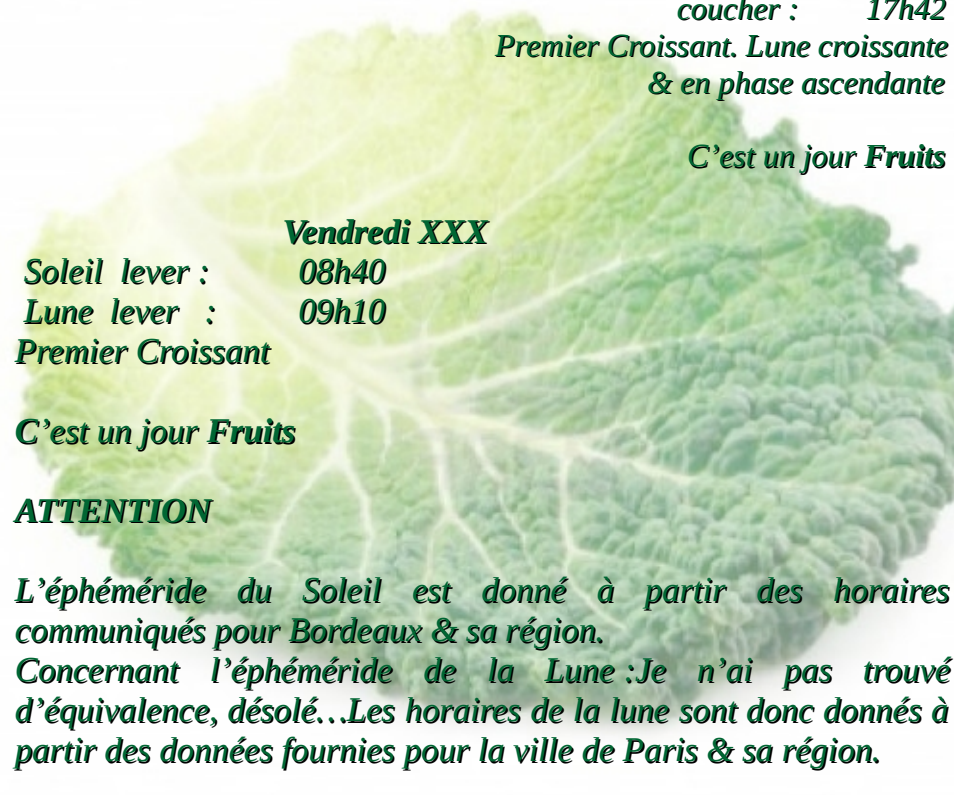 coucher : 17h42
Premier Croissant. Lune croissante
& en phase ascendante
C’est un jour Fruits
Vendredi XXX
Soleil lever : 08h40
Lune lever : 09h10
Premier Croissant
C’est un jour Fruits
ATTENTION
L’éphéméride du Soleil est donné à partir des horaires
communiqués pour Bordeaux & sa région.
Concernant l’éphéméride de la Lune :Je n’ai pas trouvé
d’équivalence, désolé…Les horaires de la lune sont donc donnés à
partir des données fournies pour la ville de Paris & sa région.